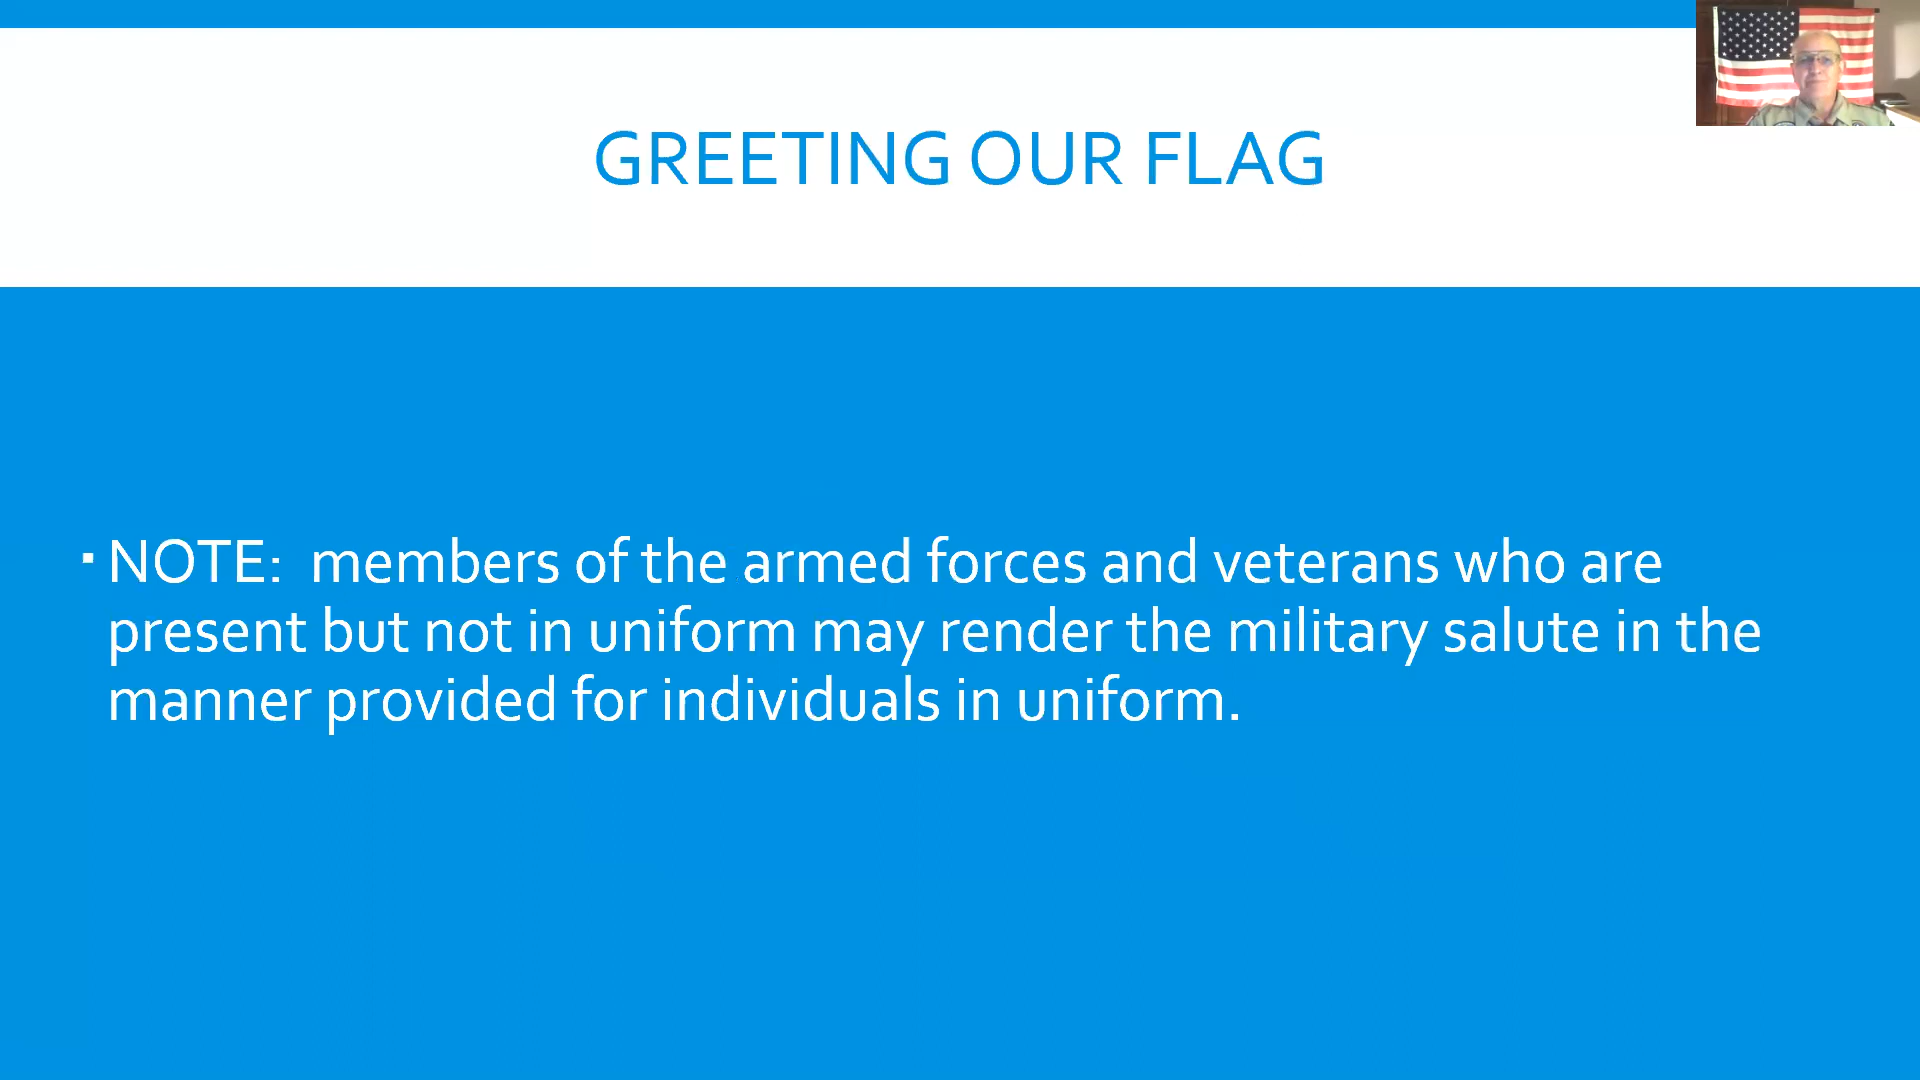 GREETING OUR FLAG
▪ NOTE:  members of the armed forces and veterans who are
present but not in uniform may render the military salute in the
manner provided for individuals in uniform.